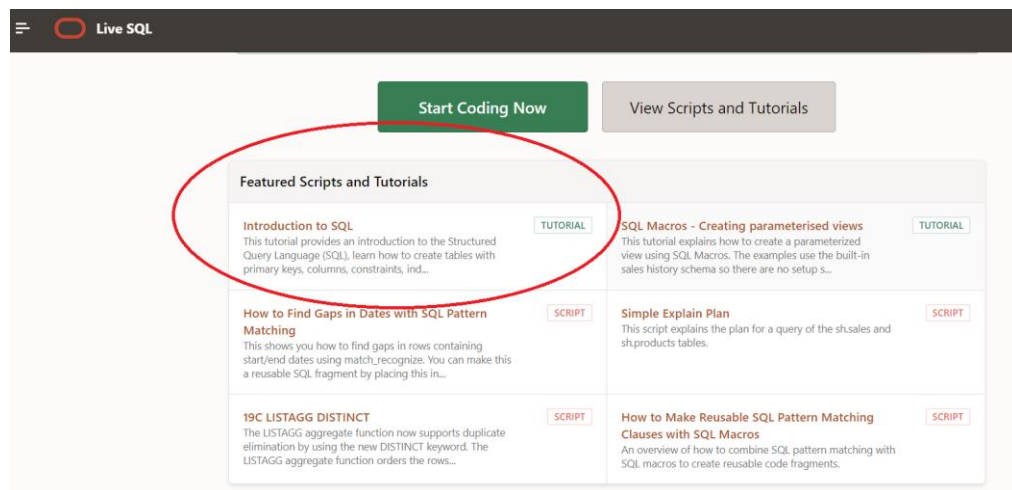 Live SQL
Start Coding Now
View Scripts and Tutorials
Featured Scripts and Tutorials
Introduction to SQL
TUTORIAL
This tutorial provides an introduction to the Structured
Query Language (SQL), learn how to create tables with
primary keys, columns, constraints, ind...
SQL Macros - Creating parameterised views
TUTORIAL
This tutorial explains how to create a parameterized
view using SQL Macros. The examples use the built-in
sales history schema so there are no setup s...
How to Find Gaps in Dates with SQL Pattern
Matching
SCRIPT
This shows you how to find gaps in rows containing
start/end dates using match_recognize. You can make this
a reusable SQL fragment by placing this in...
Simple Explain Plan
SCRIPT
This script explains the plan for a query of the sh.sales and
sh.products tables.
19C LISTAGG DISTINCT
SCRIPT
The LISTAGG aggregate function now supports duplicate
elimination by using the new DISTINCT keyword. The
LISTAGG aggregate function orders the rows...
How to Make Reusable SQL Pattern Matching
Clauses with SQL Macros
SCRIPT
An overview of how to combine SQL pattern matching with
SQL macros to create reusable code fragments.